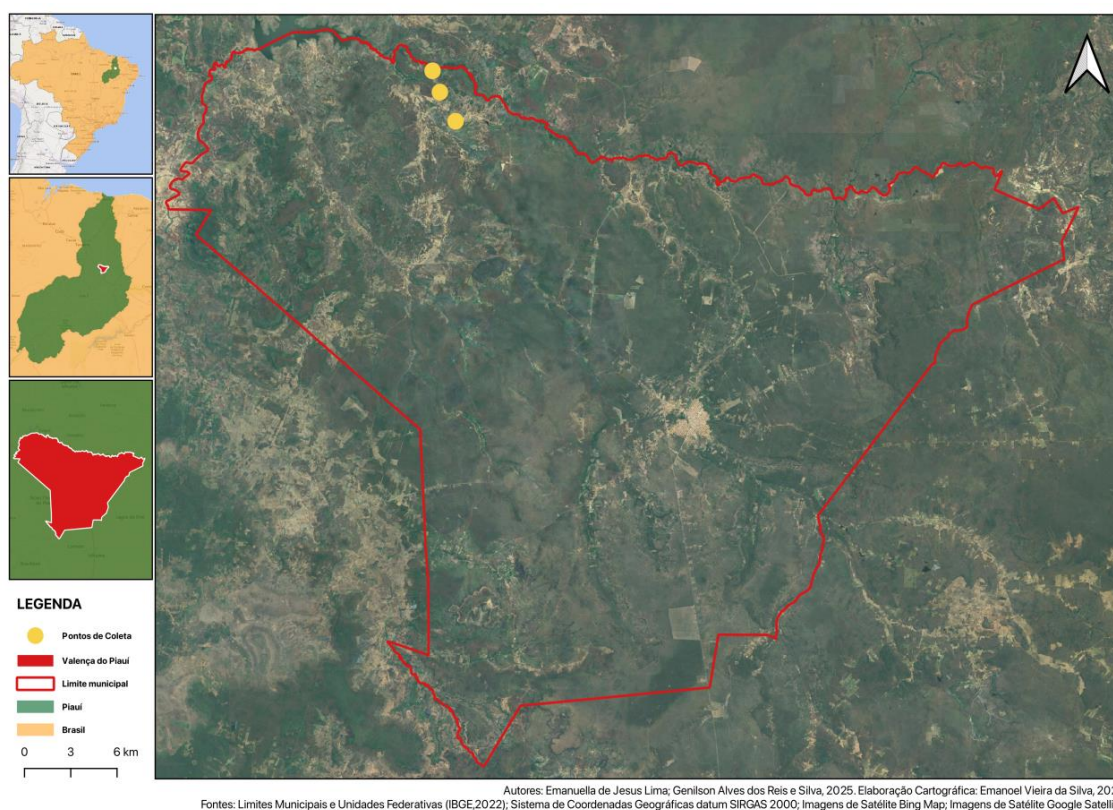 LEGENDA
Pontos de Coleta
Valença do Piauí
Limite municipal
Piauí
Brasil
0 3 6 km
Autores: Emanuella de Jesus Lima; Genilson Alves dos Reis e Silva, 2025. Elaboração Cartográfica: Emanoel Vieira da Silva, 20
Fontes: Limites Municipais e Unidades Federativas (IBGE,2022); Sistema de Coordenadas Geográficas datum SIRGAS 2000; Imagens de Satélite Bing Map; Imagens de Satélite Google Satelli